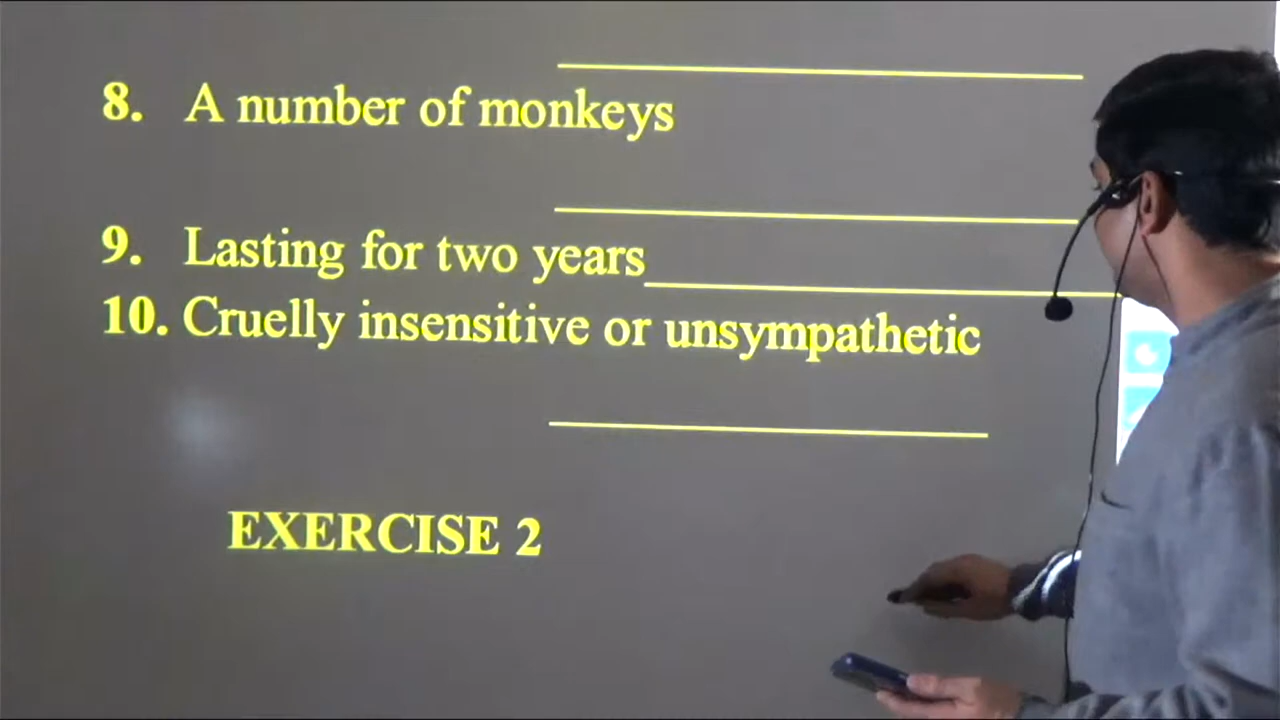 8. A number of monkeys
9. Lasting for two years
10. Cruelly insensitive or unsympathetic
EXERCISE 2